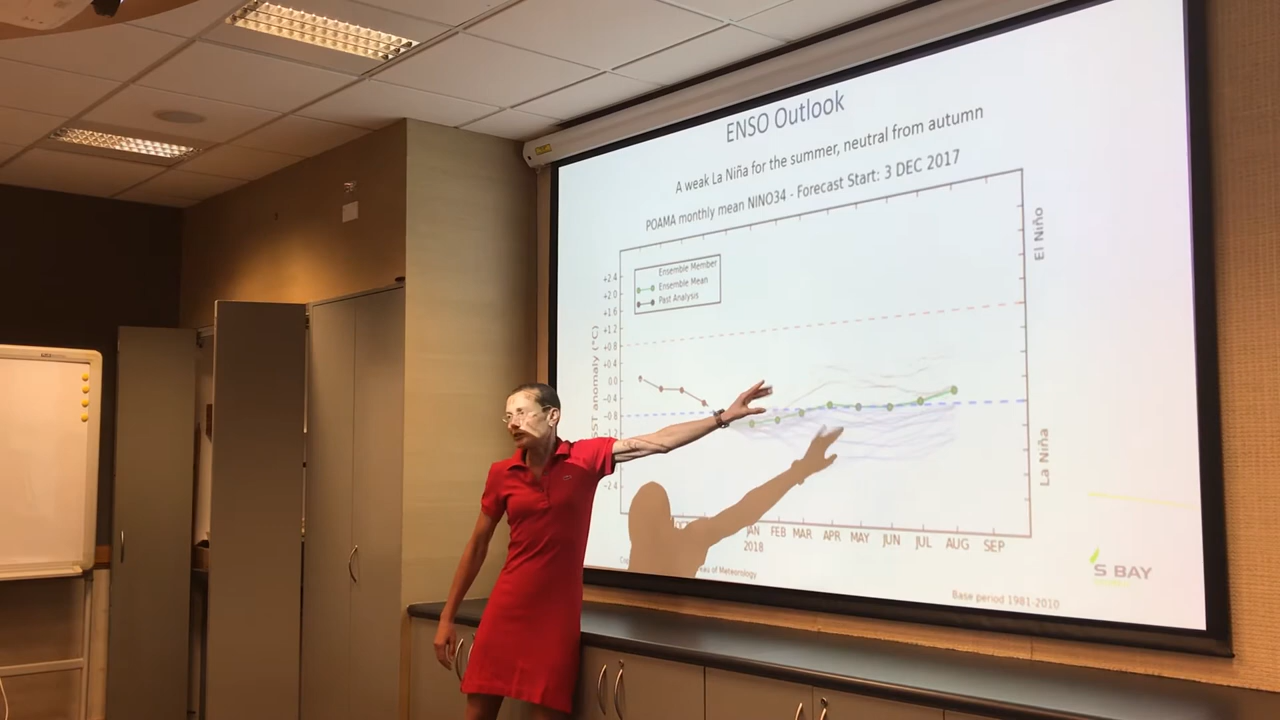 ENSO Outlook
A weak La Niña for the summer, neutral from autumn
POAMA monthly mean NINO34 - Forecast Start: 3 DEC 2017
Ensemble Member
Ensemble Mean
Past Analysis
SST anomaly (°C)
+2.4
+2.0
+1.6
+1.2
+0.8
+0.4
0.0
-0.4
-0.8
-2.4
El Niño
La Niña
JAN FEB MAR APR MAY JUN JUL AUG SEP
2018
of Meteorology
Base period 1981-2010
S BAY